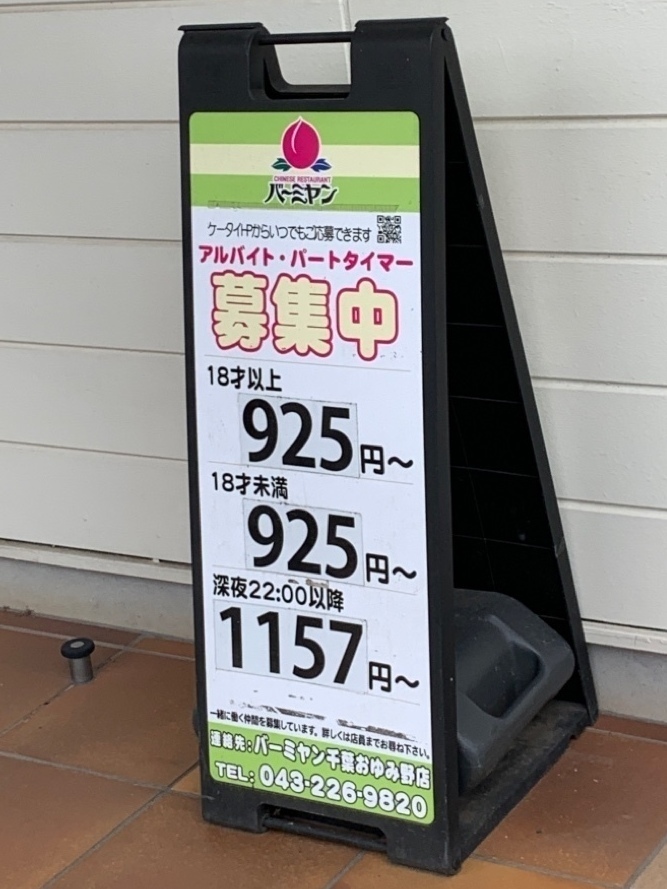 CHINESE RESTAURANT
バーミヤン
ケータイHPからいつでもご応募できます
アルバイト・パートタイマー
募集中
18才以上
925円～
18才未満
925円～
深夜22:00以降
1157円～
一緒に働く仲間を募集しています。詳しくは店員までお尋ね下さい。
連絡先:バーミヤン千葉おゆみ野店
TEL: 043-226-9820